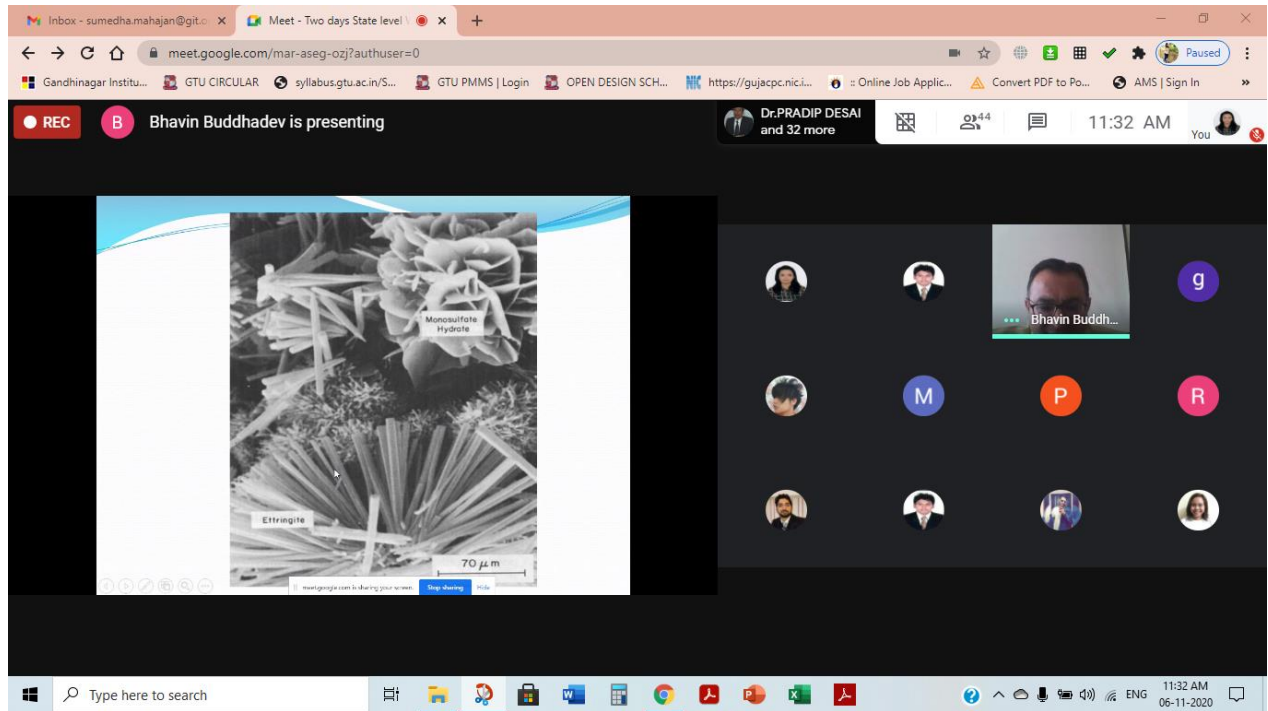 Inbox - sumedha.mahajan@git.o
Meet - Two days State level
meet.google.com/mar-aseg-ozj?authuser=0
Paused
Gandhinagar Institu...
GTU CIRCULAR
syllabus.gtu.ac.in/S...
GTU PMMS | Login
OPEN DESIGN SCH...
https://gujacpc.nic.i...
:: Online Job Applic...
Convert PDF to Po...
AMS | Sign In
»
REC
B
Bhavin Buddhadev is presenting
Dr.PRADIP DESAI
and 32 more
44
11:32 AM
You
Monosulfate
Hydrate
Ettringite
70 μm
meet.google.com is sharing your screen.
Stop sharing
Hide
Bhavin Buddh...
g
M
P
R
Type here to search
ENG
11:32 AM
06-11-2020